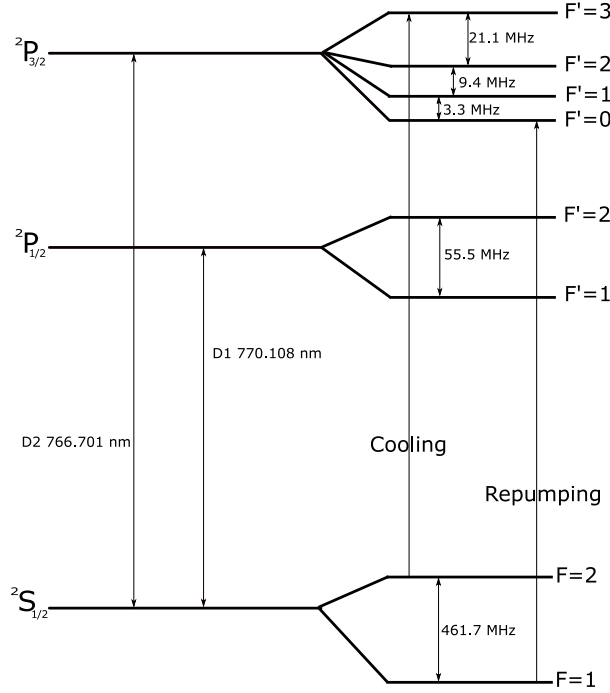 F'=3
21.1 MHz
²P3/2
F'=2
9.4 MHz
F'=1
3.3 MHz
F'=0
F'=2
²P1/2
55.5 MHz
F'=1
D1 770.108 nm
D2 766.701 nm
Cooling
Repumping
F=2
²S1/2
461.7 MHz
F=1